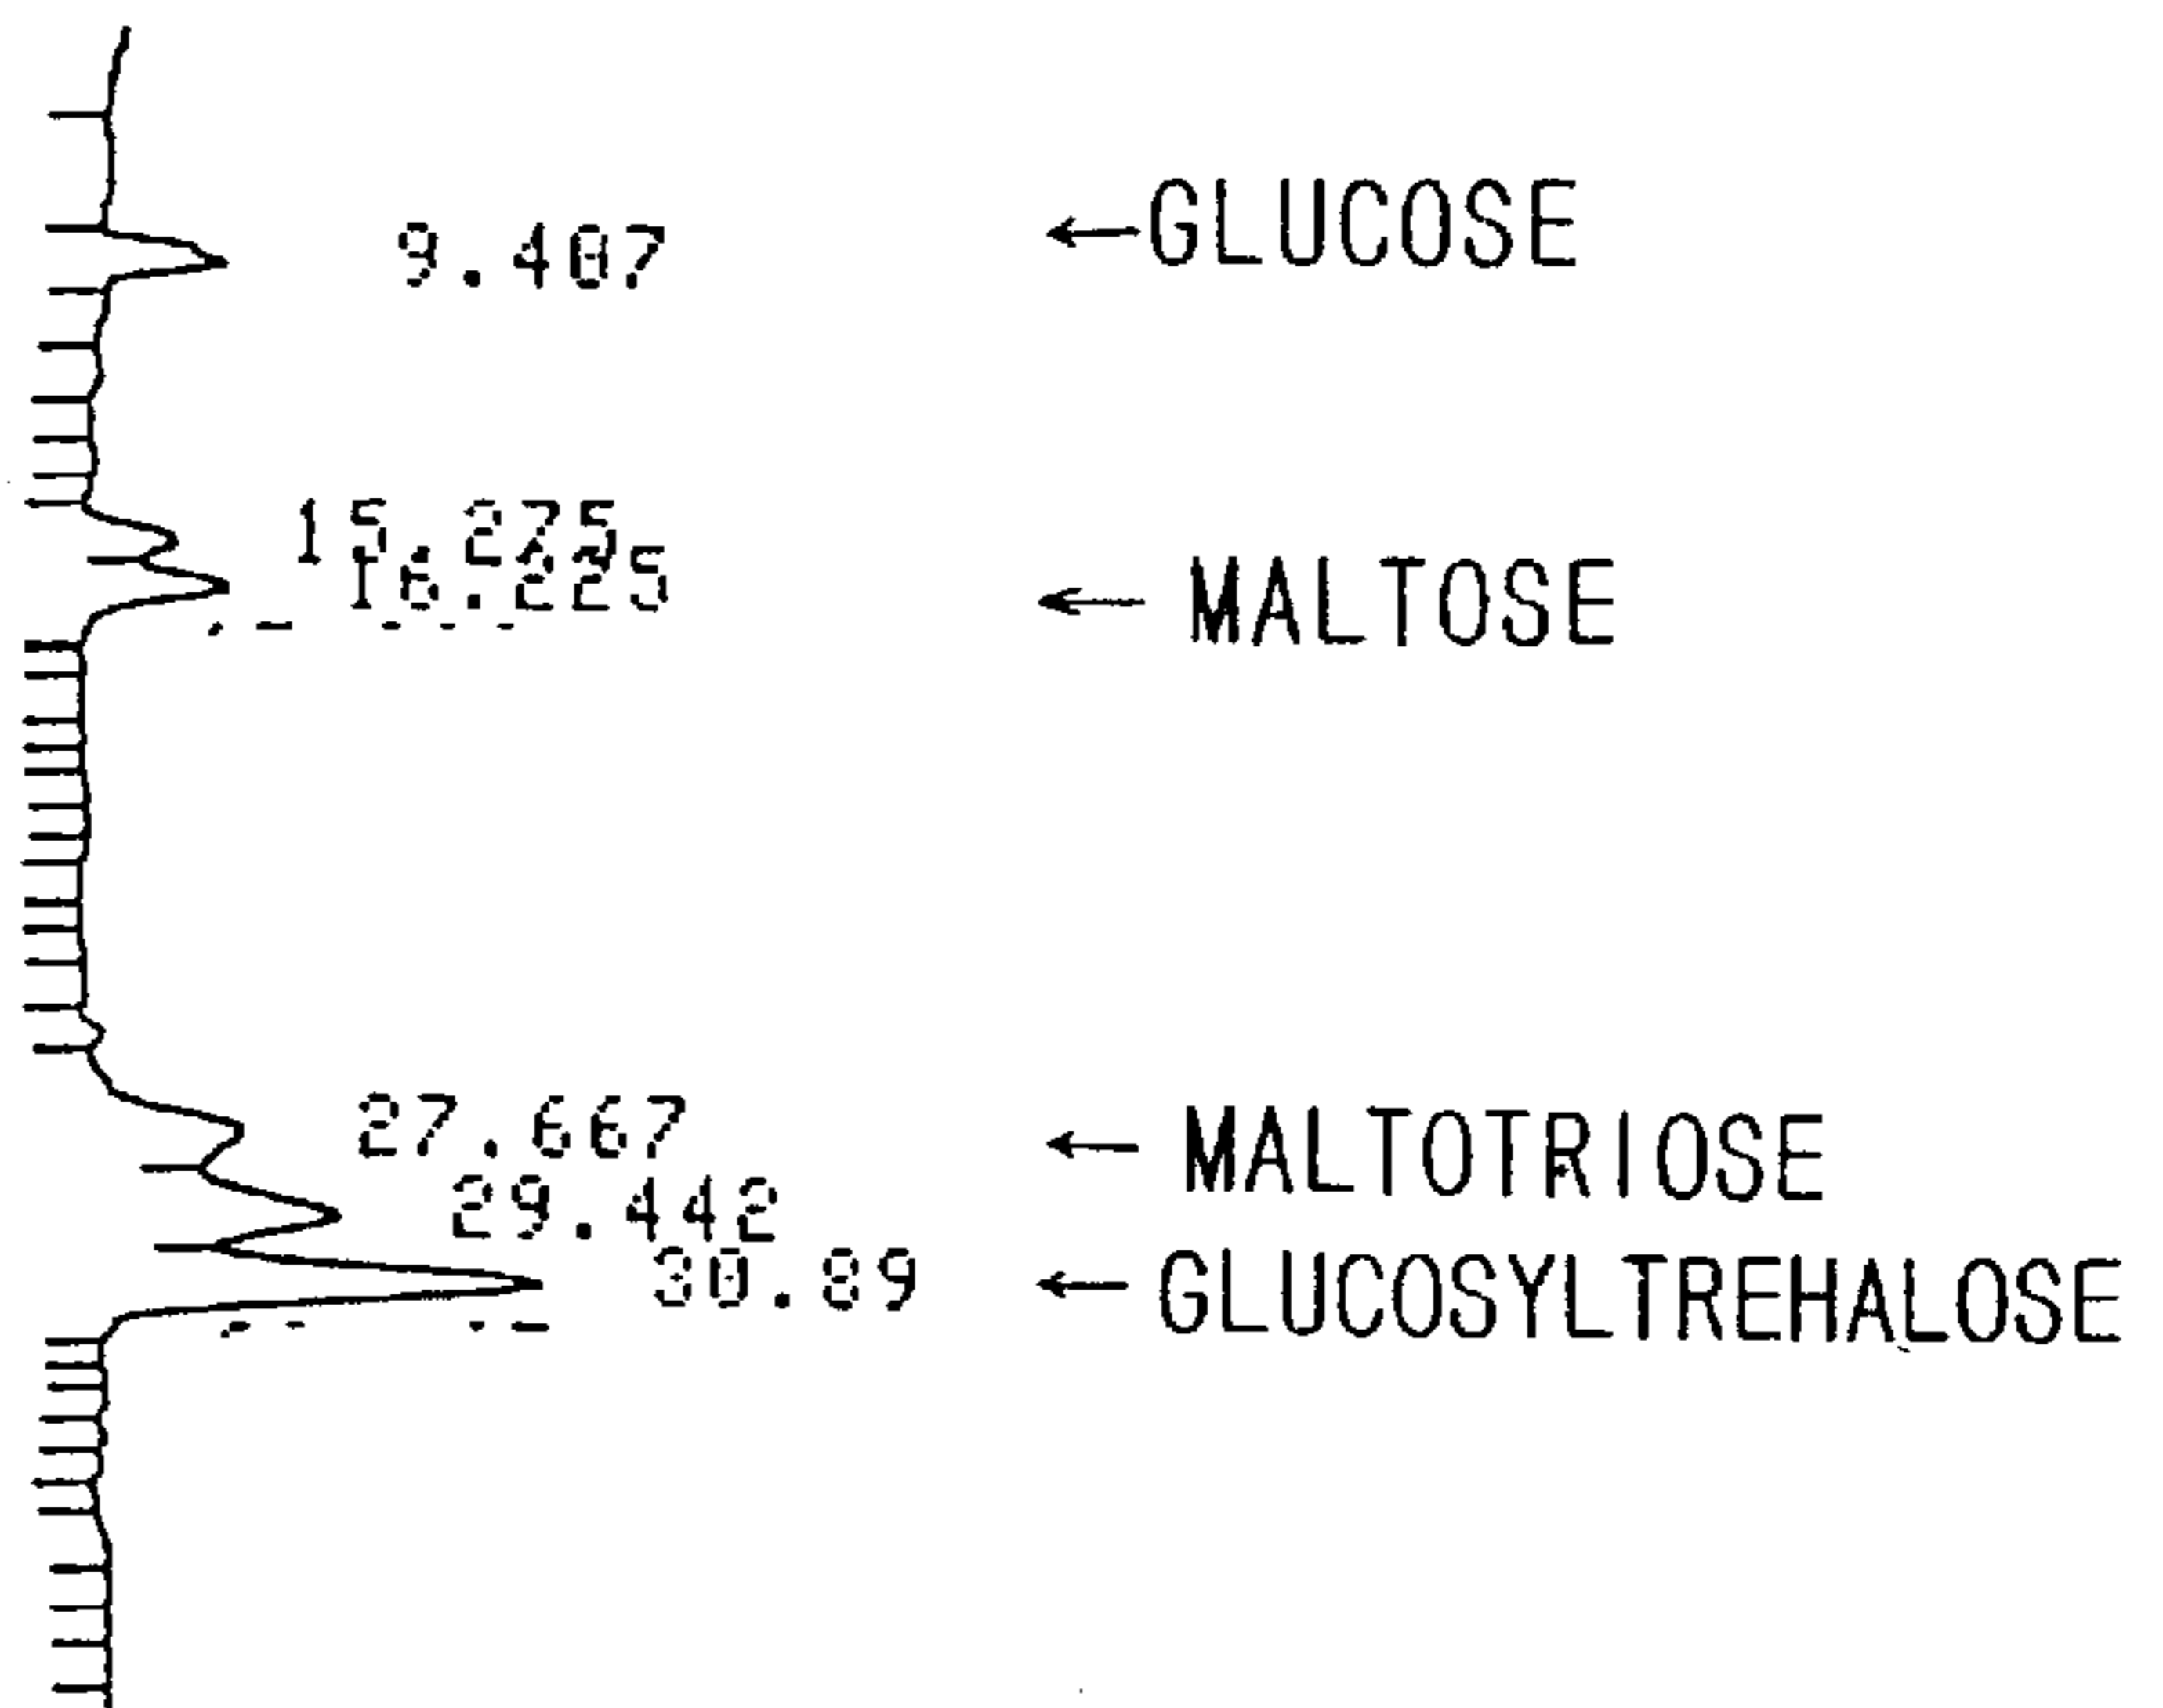 9.407 ←GLUCOSE
15.275
16.225 ← MALTOSE
27.667 ← MALTOTRIOSE
29.442
30.89 ← GLUCOSYLTREHALOSE